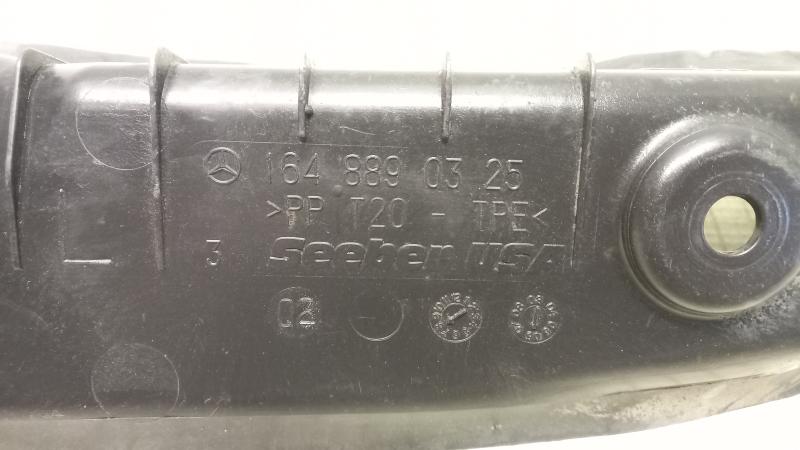 164 889 03 25
>PP T20 - TPE<
L
3 Seeber USA
02